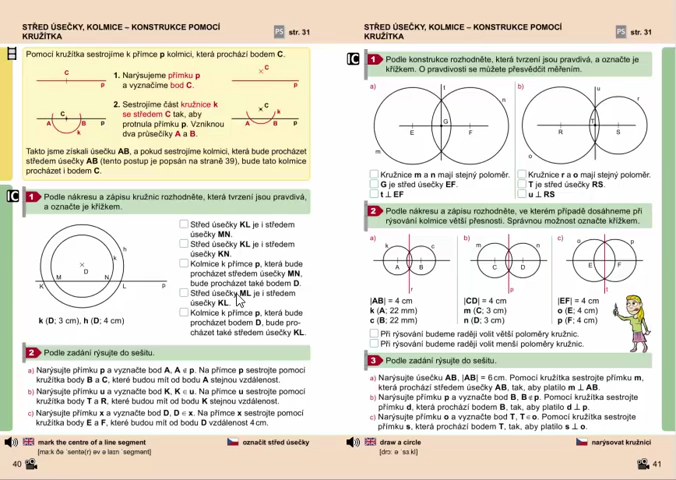 STŘED ÚSEČKY, KOLMICE – KONSTRUKCE POMOCÍ
KRUŽÍTKA
PS str. 31
Pomocí kružítka sestrojíme k přímce p kolmici, která prochází bodem C.
C
p
1. Narýsujeme přímku p
a vyznačíme bod C.
C
p
C
A B p
k
2. Sestrojíme část kružnice k
se středem C tak, aby
protnula přímku p. Vzniknou
dva průsečíky A a B.
C
k
A B p
Takto jsme získali úsečku AB, a pokud sestrojíme kolmici, která bude procházet
středem úsečky AB (tento postup je popsán na straně 39), bude tato kolmice
procházet i bodem C.
1 Podle nákresu a zápisu kružnic rozhodněte, která tvrzení jsou pravdivá,
a označte je křížkem.
h
k
D
M N
K L p
k (D; 3 cm), h (D; 4 cm)
Střed úsečky KL je i středem
úsečky MN.
Střed úsečky KL je i středem
úsečky KN.
Kolmice k přímce p, která bude
procházet středem úsečky MN,
bude procházet také bodem D.
Střed úsečky ML je i středem
úsečky KL.
Kolmice k přímce p, která bude
procházet bodem D, bude pro-
cházet také středem úsečky KL.
2 Podle zadání rýsujte do sešitu.
a) Narýsujte přímku p a vyznačte bod A, A ∈ p. Na přímce p sestrojte pomocí
kružítka body B a C, které budou mít od bodu A stejnou vzdálenost.
b) Narýsujte přímku u a vyznačte bod K, K ∈ u. Na přímce u sestrojte pomocí
kružítka body T a R, které budou mít od bodu K stejnou vzdálenost.
c) Narýsujte přímku x a vyznačte bod D, D ∈ x. Na přímce x sestrojte pomocí
kružítka body E a F, které budou mít od bodu D vzdálenost 4 cm.
mark the centre of a line segment
označit střed úsečky
40
STŘED ÚSEČKY, KOLMICE – KONSTRUKCE POMOCÍ
KRUŽÍTKA
PS str. 31
1 Podle konstrukce rozhodněte, která tvrzení jsou pravdivá, a označte je
křížkem. O pravdivosti se můžete přesvědčit měřením.
a)
t
n
G
E F
m
b)
u
r
T
R S
o
Kružnice m a n mají stejný poloměr.
G je střed úsečky EF.
t ⊥ EF
Kružnice r a o mají stejný poloměr.
T je střed úsečky RS.
u ⊥ RS
2 Podle nákresu a zápisu rozhodněte, ve kterém případě dosáhneme při
rýsování kolmice větší přesnosti. Správnou možnost označte křížkem.
a)
k c
A B
r
b)
m n
C D
p
c)
o p
E F
t
|AB| = 4 cm
k (A; 22 mm)
c (B; 22 mm)
|CD| = 4 cm
m (C; 3 cm)
n (D; 3 cm)
|EF| = 4 cm
o (E; 4 cm)
p (F; 4 cm)
Při rýsování budeme raději volit větší poloměry kružnic.
Při rýsování budeme raději volit menší poloměry kružnic.
3 Podle zadání rýsujte do sešitu.
a) Narýsujte úsečku AB, |AB| = 6 cm. Pomocí kružítka sestrojte přímku m,
která prochází středem úsečky AB, tak, aby platilo m ⊥ AB.
b) Narýsujte přímku p a vyznačte bod B, B∉p. Pomocí kružítka sestrojte
přímku d, která prochází bodem B, tak, aby platilo d ⊥ p.
c) Narýsujte přímku o a vyznačte bod T, T∈o. Pomocí kružítka sestrojte
přímku s, která prochází bodem T, tak, aby platilo s ⊥ o.
draw a circle
narýsovat kružnici
41